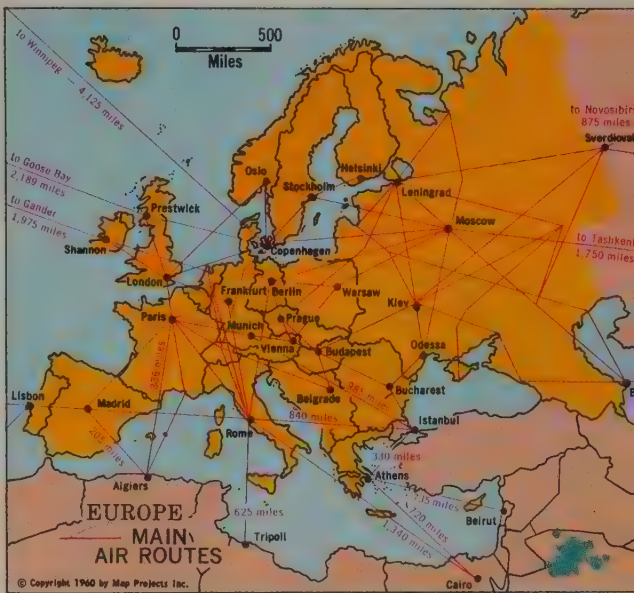 0 500
Miles
to Winnipeg — 4,125 miles
to Novosibirs
875 miles
Sverdlovsk
to Goose Bay
2,189 miles
to Gander
1,975 miles
Oslo
Helsinki
Stockholm
Leningrad
Prestwick
Moscow
Shannon
Copenhagen
to Tashkent
1,750 miles
London
Frankfurt
Berlin
Warsaw
Kiev
Paris
Prague
Munich
Vienna
Budapest
Odessa
Bucharest
Belgrade
Lisbon
Madrid
840 miles
Istanbul
Rome
330 miles
Athens
Algiers
625 miles
720 miles
1,340 miles
Beirut
Tripoli
Cairo
EUROPE
MAIN
AIR ROUTES
© Copyright 1960 by Map Projects Inc.